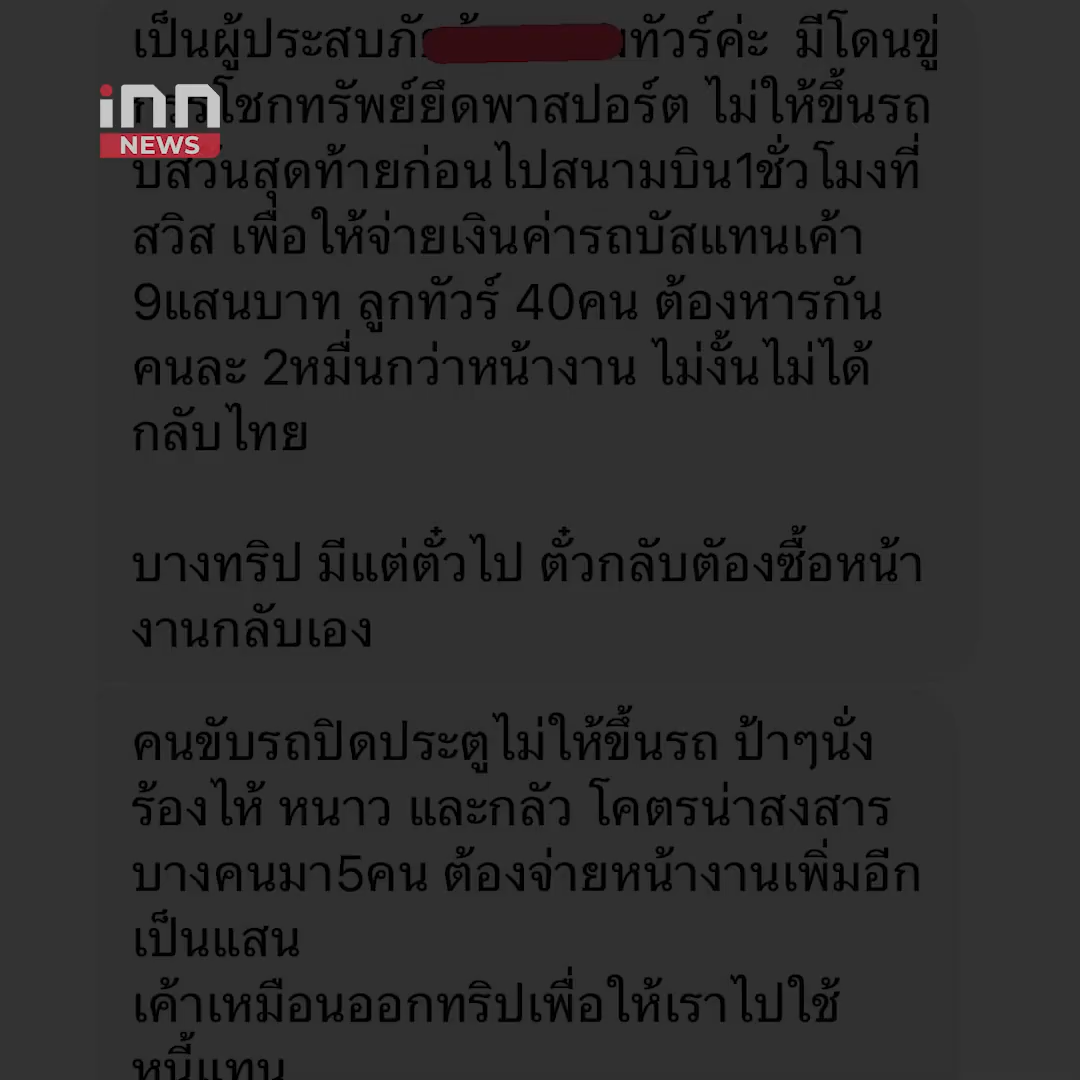 เป็นผู้ประสบภั ทัวร์ค่ะ มีโดนขู่
inn
NEWS
กรรโชกทรัพย์ยึดพาสปอร์ต ไม่ให้ขึ้นรถ
บัสวันสุดท้ายก่อนไปสนามบิน1ชั่วโมงที่
สวิส เพื่อให้จ่ายเงินค่ารถบัสแทนเค้า
9แสนบาท ลูกทัวร์ 40คน ต้องหารกัน
คนละ 2หมื่นกว่าหน้างาน ไม่งั้นไม่ได้
กลับไทย
บางทริป มีแต่ตั๋วไป ตั๋วกลับตัองซื้อหน้า
งานกลับเอง
คนขับรถปิดประตูไม่ให้ขึ้นรถ ป้าๆนั่ง
ร้องไห้ หนาว และกลัว โคตรน่าสงสาร
บางคนมา5คน ต้องจ่ายหน้างานเพิ่มอีก
เป็นแสน
เค้าเหมือนออกทริปเพื่อให้เราไปใช้
หนี้แทน